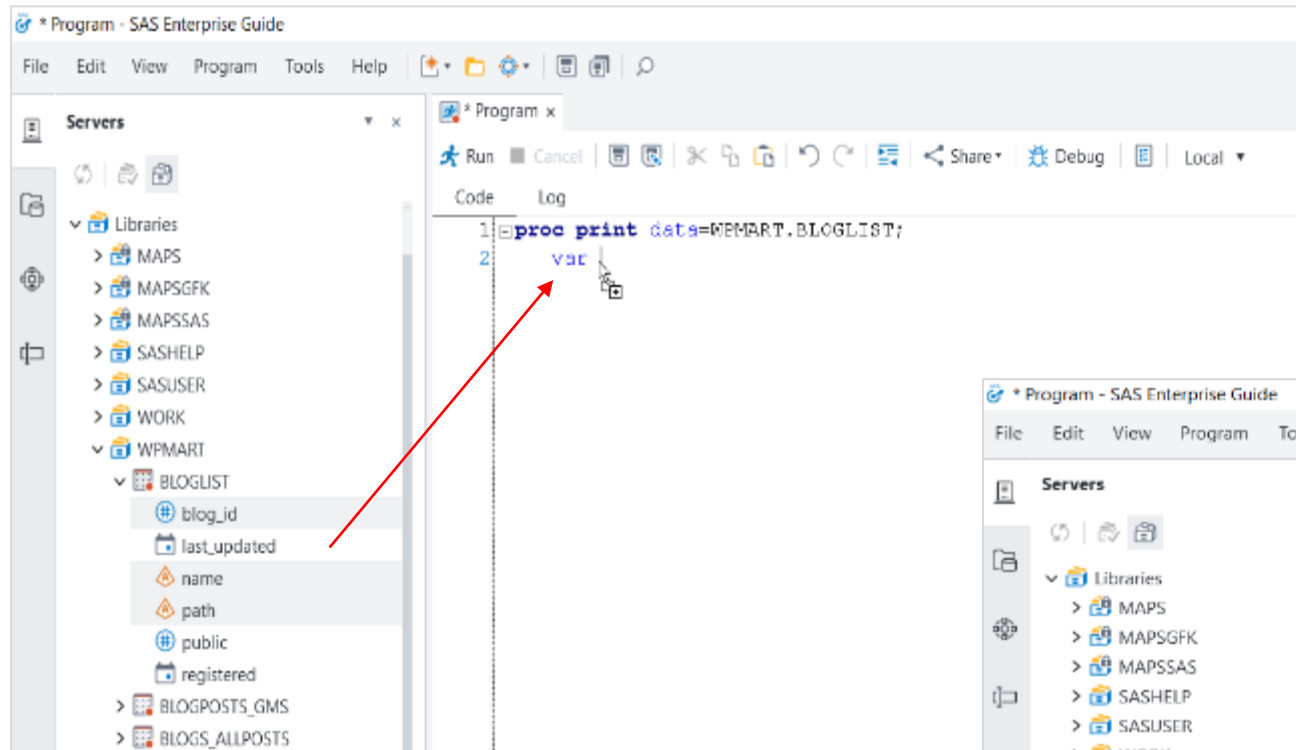 * Program - SAS Enterprise Guide
File Edit View Program Tools Help
Servers
Libraries
MAPS
MAPSGFK
MAPSSAS
SASHELP
SASUSER
WORK
WPMART
BLOGLIST
blog_id
last_updated
name
path
public
registered
BLOGPOSTS_GMS
BLOGS_ALLPOSTS
* Program x
Run Cancel Share Debug Local
Code Log
1 proc print data=WPMART.BLOGLIST;
2 var
* Program - SAS Enterprise Guide
File Edit View Program To
Servers
Libraries
MAPS
MAPSGFK
MAPSSAS
SASHELP
SASUSER